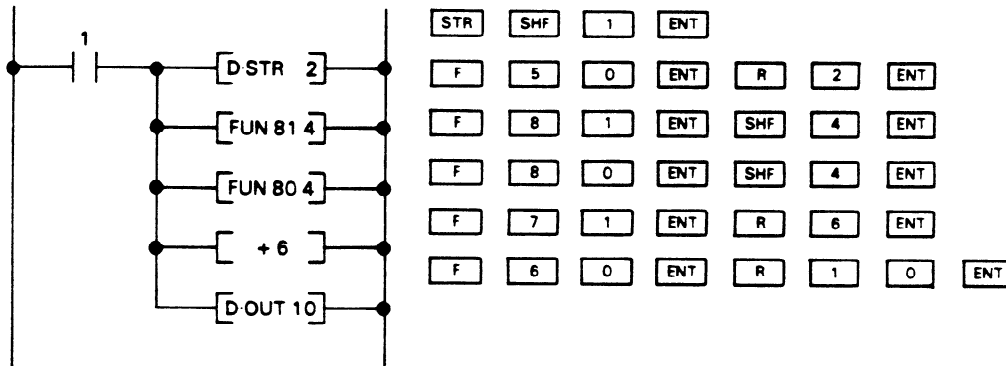 1
D·STR 2
FUN 81 4
FUN 80 4
+ 6
D·OUT 10
STR SHF 1 ENT
F 5 0 ENT R 2 ENT
F 8 1 ENT SHF 4 ENT
F 8 0 ENT SHF 4 ENT
F 7 1 ENT R 6 ENT
F 6 0 ENT R 1 0 ENT